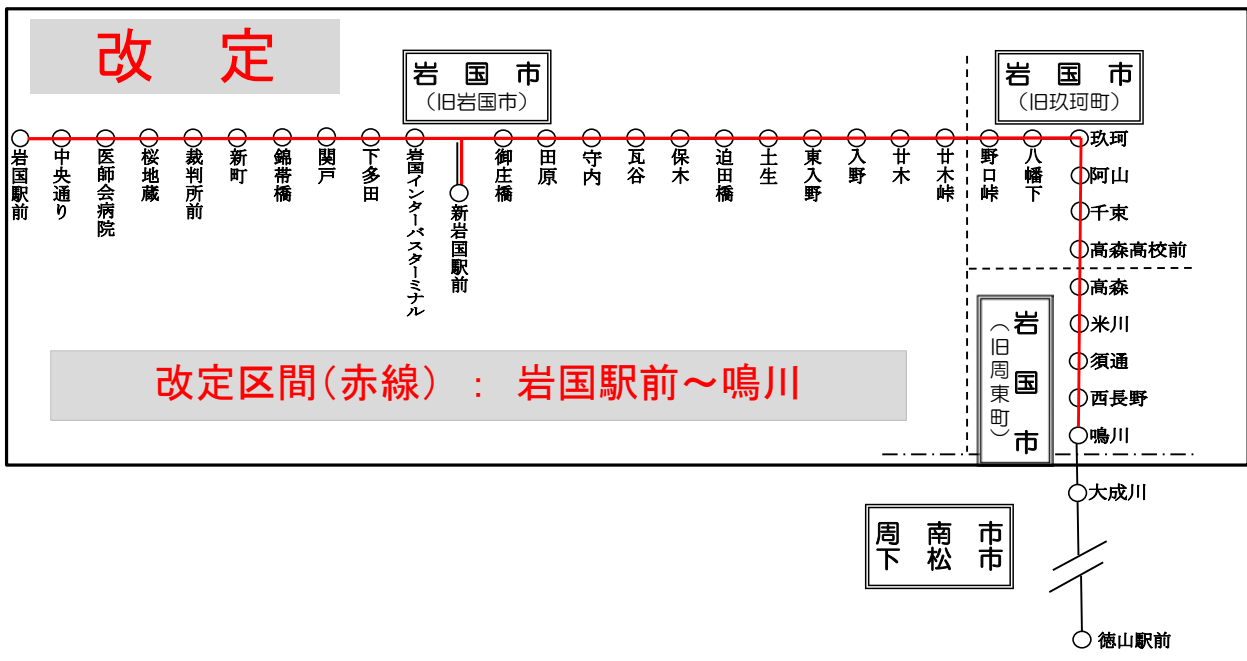 改 定
岩 国 市
（旧岩国市）
岩 国 市
（旧玖珂町）
岩国駅前
中央通り
医師会病院
桜地蔵
裁判所前
新町
錦帯橋
関戸
下多田
岩国インターバスターミナル
新岩国駅前
御庄橋
田原
守内
瓦谷
保木
迫田橋
土生
東入野
入野
廿木
廿木峠
野口峠
八幡下
玖珂
阿山
千束
高森高校前
高森
米川
須通
西長野
鳴川
岩国市
（旧周東町）
改定区間（赤線） ： 岩国駅前～鳴川
大成川
周 南 市
下 松 市
徳山駅前